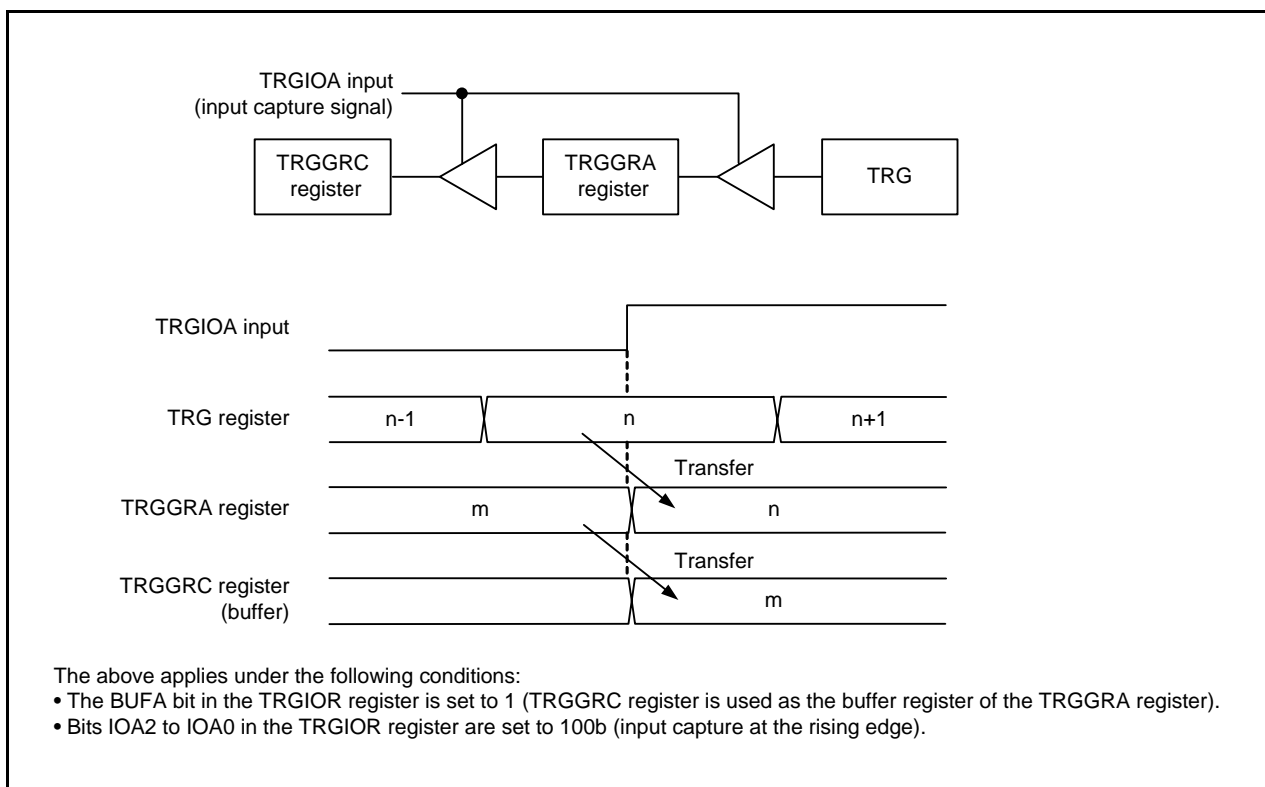 TRGIOA input
(input capture signal)
TRGGRC
register
TRGGRA
register
TRG
TRGIOA input
TRG register
n-1
n
n+1
Transfer
TRGGRA register
m
n
Transfer
TRGGRC register
(buffer)
m
The above applies under the following conditions:
• The BUFA bit in the TRGIOR register is set to 1 (TRGGRC register is used as the buffer register of the TRGGRA register).
• Bits IOA2 to IOA0 in the TRGIOR register are set to 100b (input capture at the rising edge).